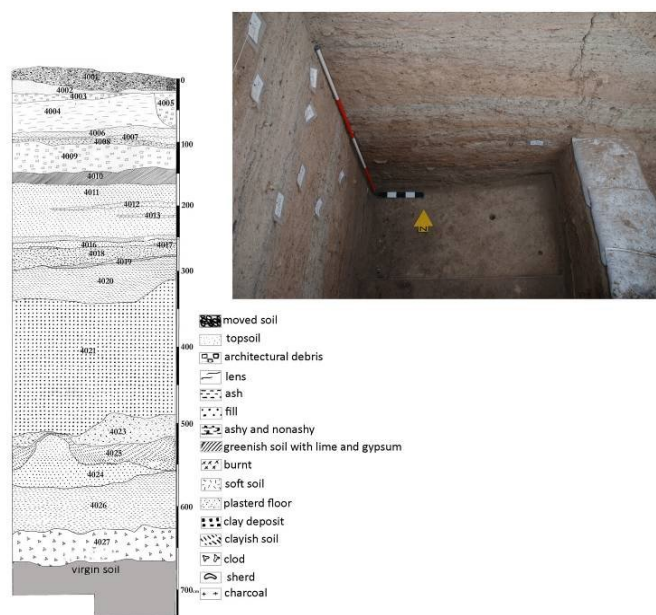 4001
0
4002
4003
4005
4004
4006
4007
4008
100
4009
4010
4011
4012
200
4013
4016
4017
4018
4019
300
4020
4021
400
4023
500
4025
4024
4026
600
4027
virgin soil
700
moved soil
topsoil
architectural debris
lens
ash
fill
ashy and nonashy
greenish soil with lime and gypsum
burnt
soft soil
plasterd floor
clay deposit
clayish soil
clod
sherd
charcoal